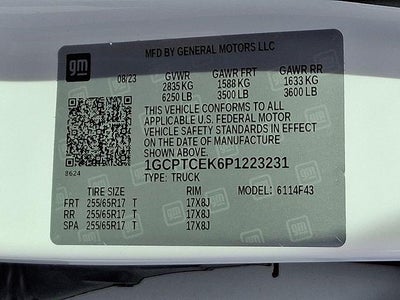 gm
MFD BY GENERAL MOTORS LLC
08/23 GVWR GAWR FRT GAWR RR
2835 KG 1588 KG 1633 KG
6250 LB 3500 LB 3600 LB
THIS VEHICLE CONFORMS TO ALL
APPLICABLE U.S. FEDERAL MOTOR
VEHICLE SAFETY STANDARDS IN EFFECT
ON THE DATE OF MANUFACTURE
SHOWN ABOVE.
1GCPTCEK6P1223231
8624
TYPE: TRUCK
TIRE SIZE RIM MODEL: 6114F43
FRT 255/65R17 T 17X8J
RR 255/65R17 T 17X8J
SPA 255/65R17 T 17X8J